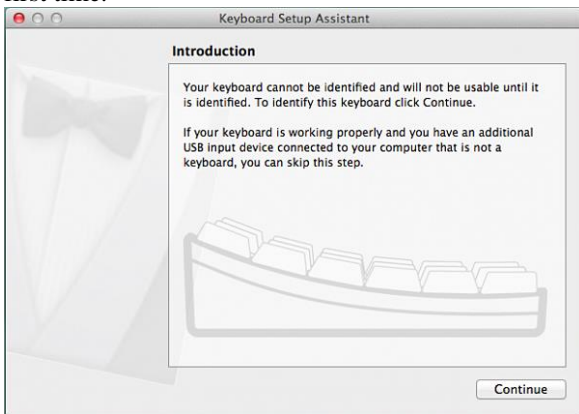 Keyboard Setup Assistant
Introduction
Your keyboard cannot be identified and will not be usable until it
is identified. To identify this keyboard click Continue.
If your keyboard is working properly and you have an additional
USB input device connected to your computer that is not a
keyboard, you can skip this step.
Continue